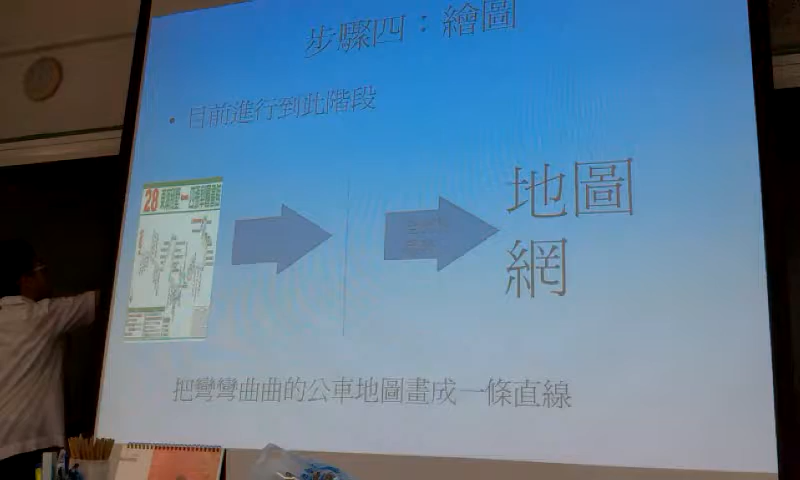 步驟四：繪圖
• 目前進行到此階段
28
地圖
網
把彎彎曲曲的公車地圖畫成一條直線